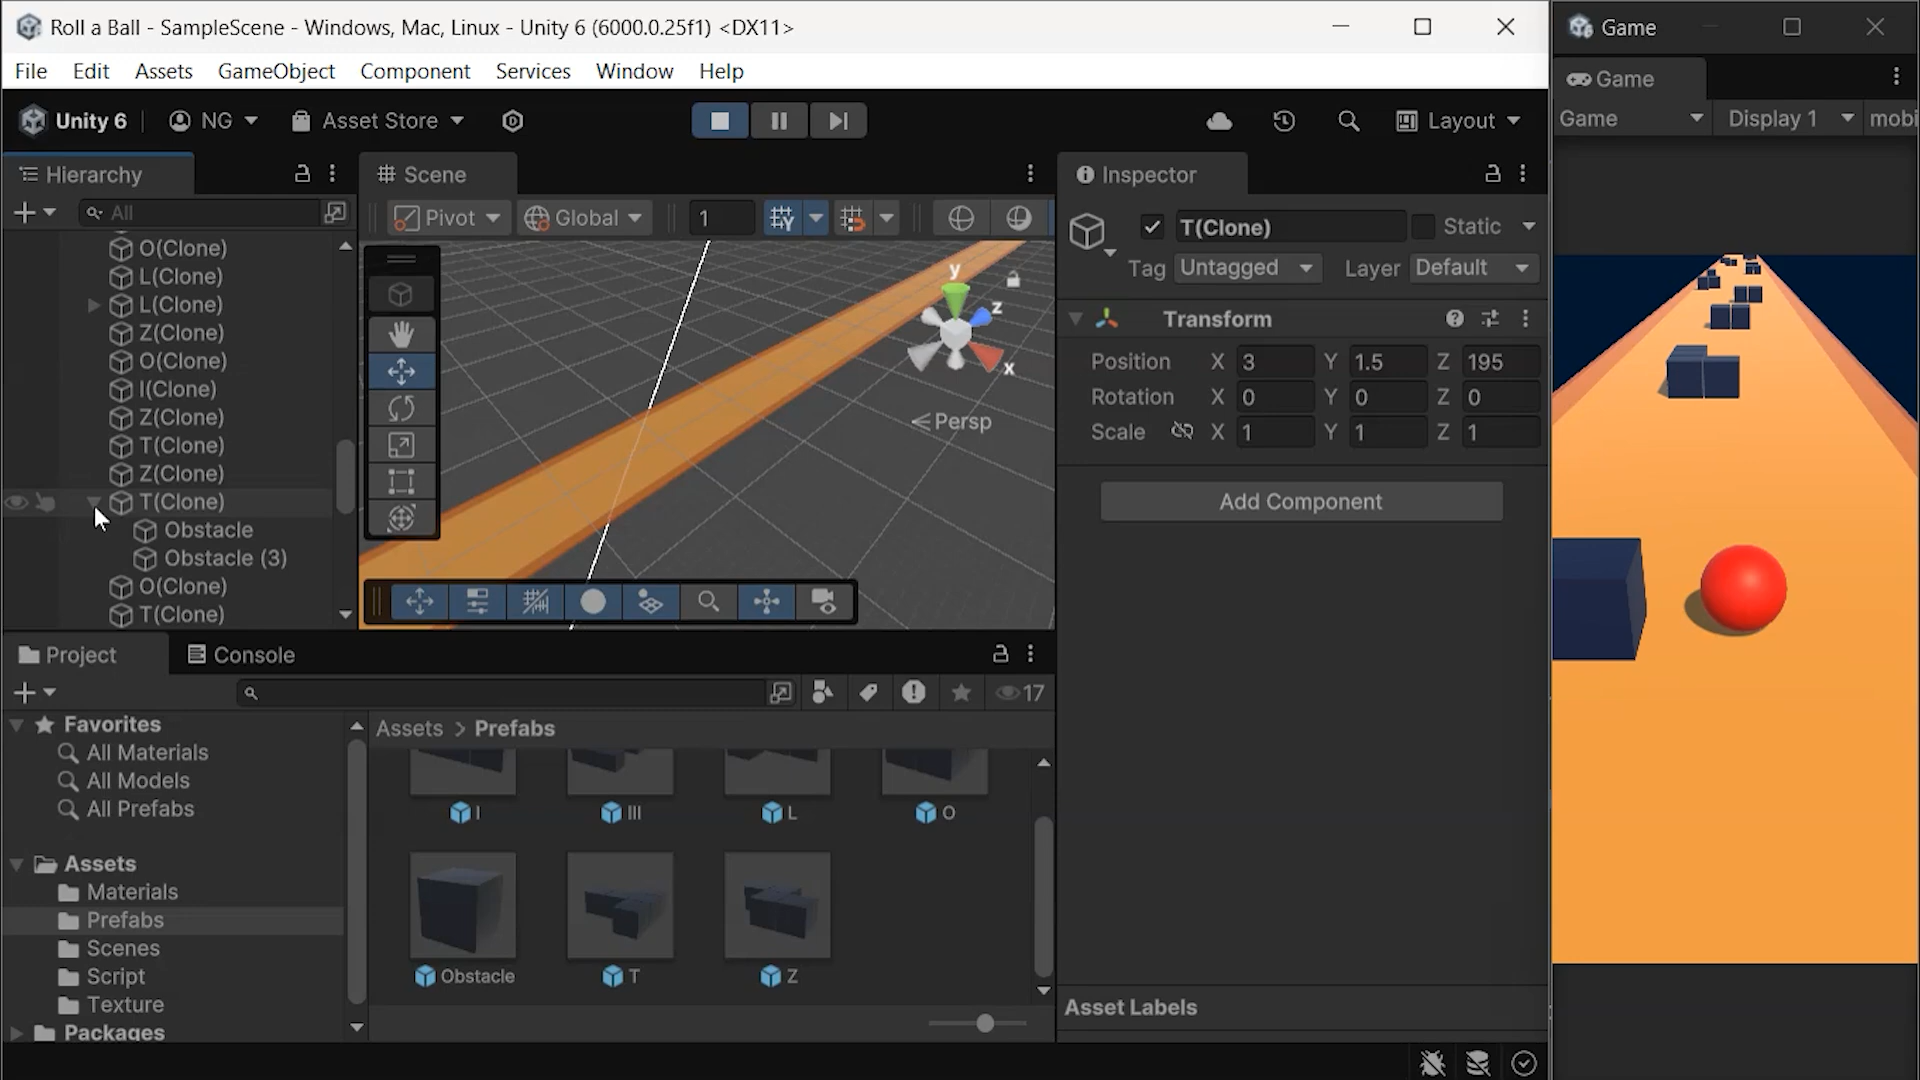 Roll a Ball - SampleScene - Windows, Mac, Linux - Unity 6 (6000.0.25f1) <DX11>
File Edit Assets GameObject Component Services Window Help
Unity 6 NG Asset Store Layout
Hierarchy
All
O(Clone)
L(Clone)
L(Clone)
Z(Clone)
O(Clone)
I(Clone)
Z(Clone)
T(Clone)
Z(Clone)
T(Clone)
Obstacle
Obstacle (3)
O(Clone)
T(Clone)
Scene
Pivot Global 1
y
z
x
Persp
Inspector
T(Clone) Static
Tag Untagged Layer Default
Transform
Position X 3 Y 1.5 Z 195
Rotation X 0 Y 0 Z 0
Scale X 1 Y 1 Z 1
Add Component
Asset Labels
Project Console
17
Favorites
All Materials
All Models
All Prefabs
Assets
Materials
Prefabs
Scenes
Script
Texture
Packages
Assets > Prefabs
I III L O
Obstacle T Z
Game
Game
Game Display 1 mobi